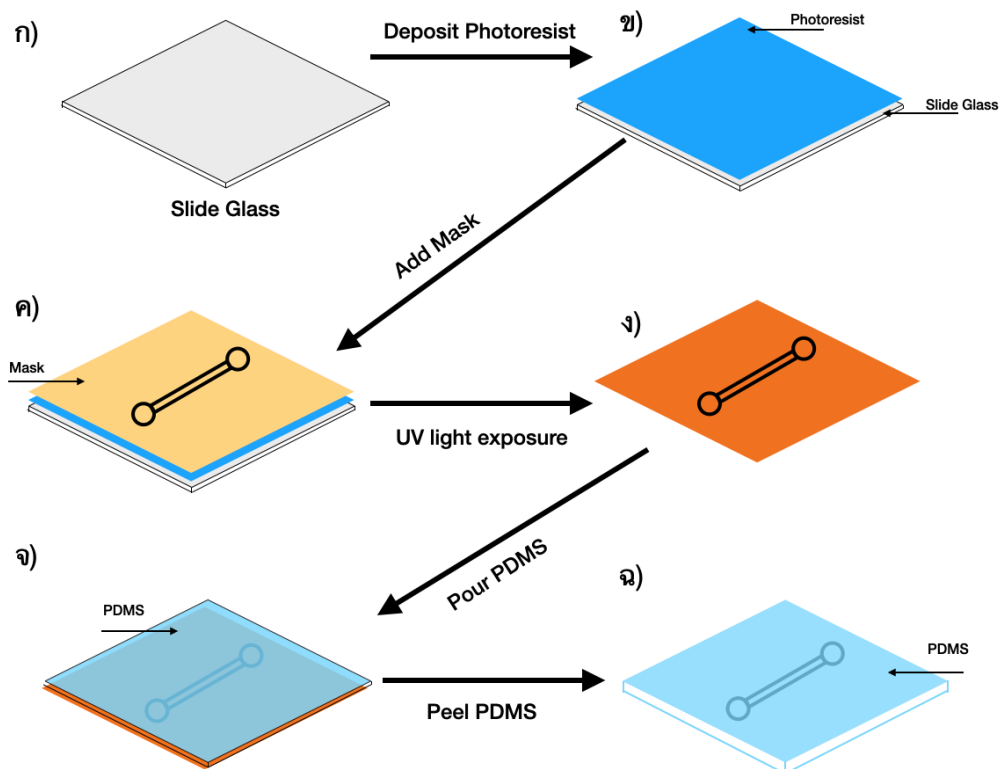 ก)
Deposit Photoresist
ข)
Photoresist
Slide Glass
Slide Glass
Add Mask
ค)
Mask
UV light exposure
ง)
Pour PDMS
จ)
PDMS
Peel PDMS
ฉ)
PDMS